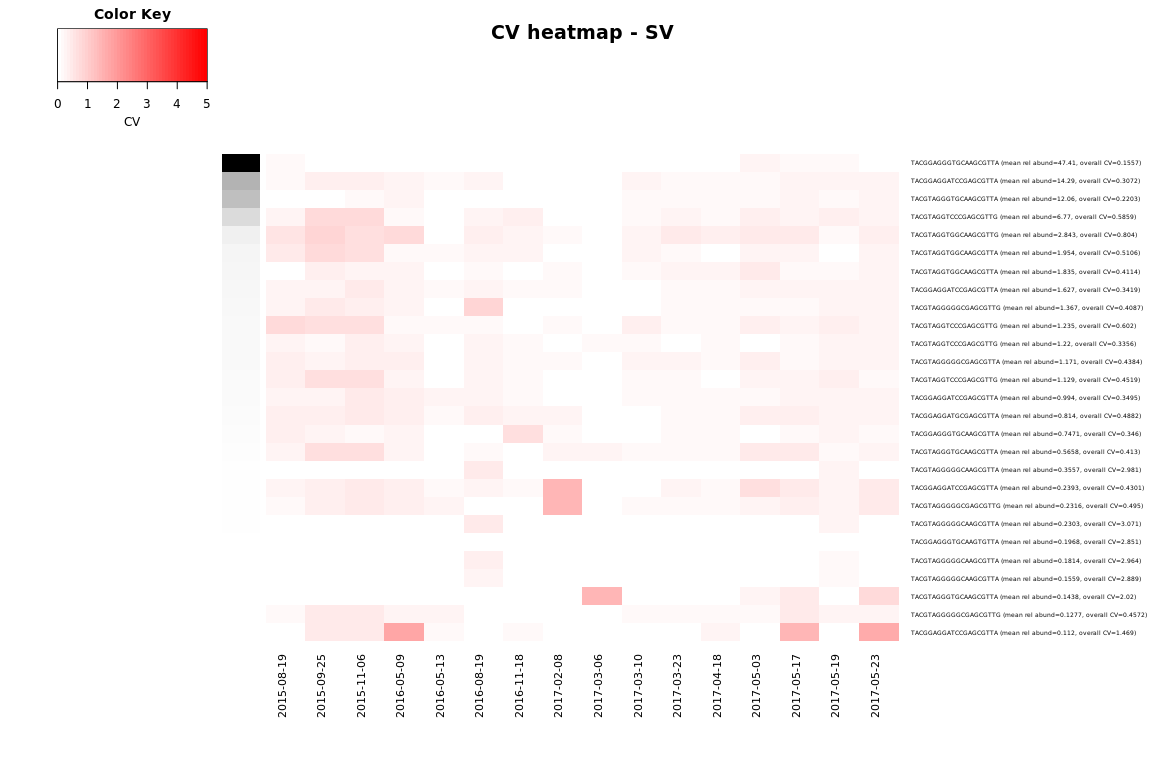 Color Key
CV heatmap - SV
0 1 2 3 4 5
CV
TACGGAGGGTGCAAGCGTTA (mean rel abund=47.41, overall CV=0.1557)
TACGGAGGATCCGAGCGTTA (mean rel abund=14.29, overall CV=0.3072)
TACGTAGGGTGCAAGCGTTA (mean rel abund=12.06, overall CV=0.2203)
TACGTAGGTCCCGAGCGTTG (mean rel abund=6.77, overall CV=0.5859)
TACGTAGGTGGCAAGCGTTG (mean rel abund=2.843, overall CV=0.804)
TACGTAGGTGGCAAGCGTTA (mean rel abund=1.954, overall CV=0.5106)
TACGTAGGTGGCAAGCGTTA (mean rel abund=1.835, overall CV=0.4114)
TACGGAGGATCCGAGCGTTA (mean rel abund=1.627, overall CV=0.3419)
TACGTAGGGGGCGAGCGTTG (mean rel abund=1.367, overall CV=0.4087)
TACGTAGGTCCCGAGCGTTG (mean rel abund=1.235, overall CV=0.602)
TACGTAGGTCCCGAGCGTTG (mean rel abund=1.22, overall CV=0.3356)
TACGTAGGGGGCGAGCGTTA (mean rel abund=1.171, overall CV=0.4384)
TACGTAGGTCCCGAGCGTTG (mean rel abund=1.129, overall CV=0.4519)
TACGGAGGATCCGAGCGTTA (mean rel abund=0.994, overall CV=0.3495)
TACGGAGGATGCGAGCGTTA (mean rel abund=0.814, overall CV=0.4882)
TACGGAGGGTGCAAGCGTTA (mean rel abund=0.7471, overall CV=0.346)
TACGTAGGGTGCAAGCGTTA (mean rel abund=0.5658, overall CV=0.413)
TACGTAGGGGGCAAGCGTTA (mean rel abund=0.3557, overall CV=2.981)
TACGGAGGATCCGAGCGTTA (mean rel abund=0.2393, overall CV=0.4301)
TACGTAGGGGGCGAGCGTTG (mean rel abund=0.2316, overall CV=0.495)
TACGTAGGGGGCAAGCGTTA (mean rel abund=0.2303, overall CV=3.071)
TACGGAGGGTGCAAGTGTTA (mean rel abund=0.1968, overall CV=2.851)
TACGTAGGGGGCAAGCGTTA (mean rel abund=0.1814, overall CV=2.964)
TACGTAGGGGGCAAGCGTTA (mean rel abund=0.1559, overall CV=2.889)
TACGTAGGGTGCAAGCGTTA (mean rel abund=0.1438, overall CV=2.02)
TACGTAGGGGGCGAGCGTTG (mean rel abund=0.1277, overall CV=0.4572)
TACGGAGGATCCGAGCGTTA (mean rel abund=0.112, overall CV=1.469)
2015-08-19
2015-09-25
2015-11-06
2016-05-09
2016-05-13
2016-08-19
2016-11-18
2017-02-08
2017-03-06
2017-03-10
2017-03-23
2017-04-18
2017-05-03
2017-05-17
2017-05-19
2017-05-23